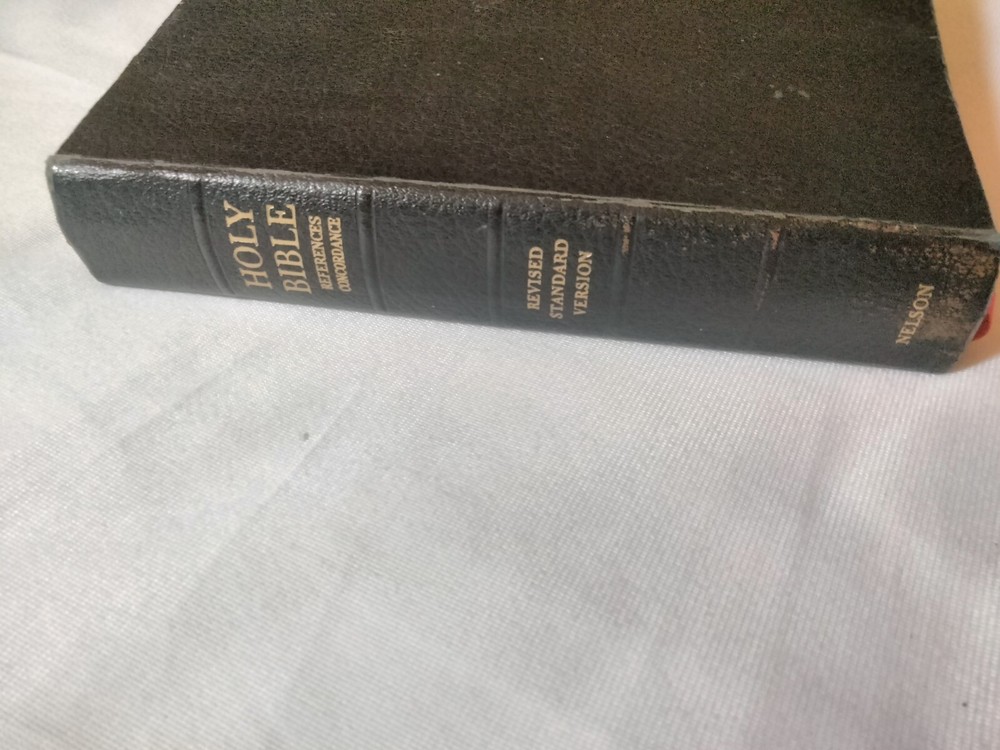 HOLY
BIBLE
REFERENCES
CONCORDANCE
REVISED
STANDARD
VERSION
NELSON